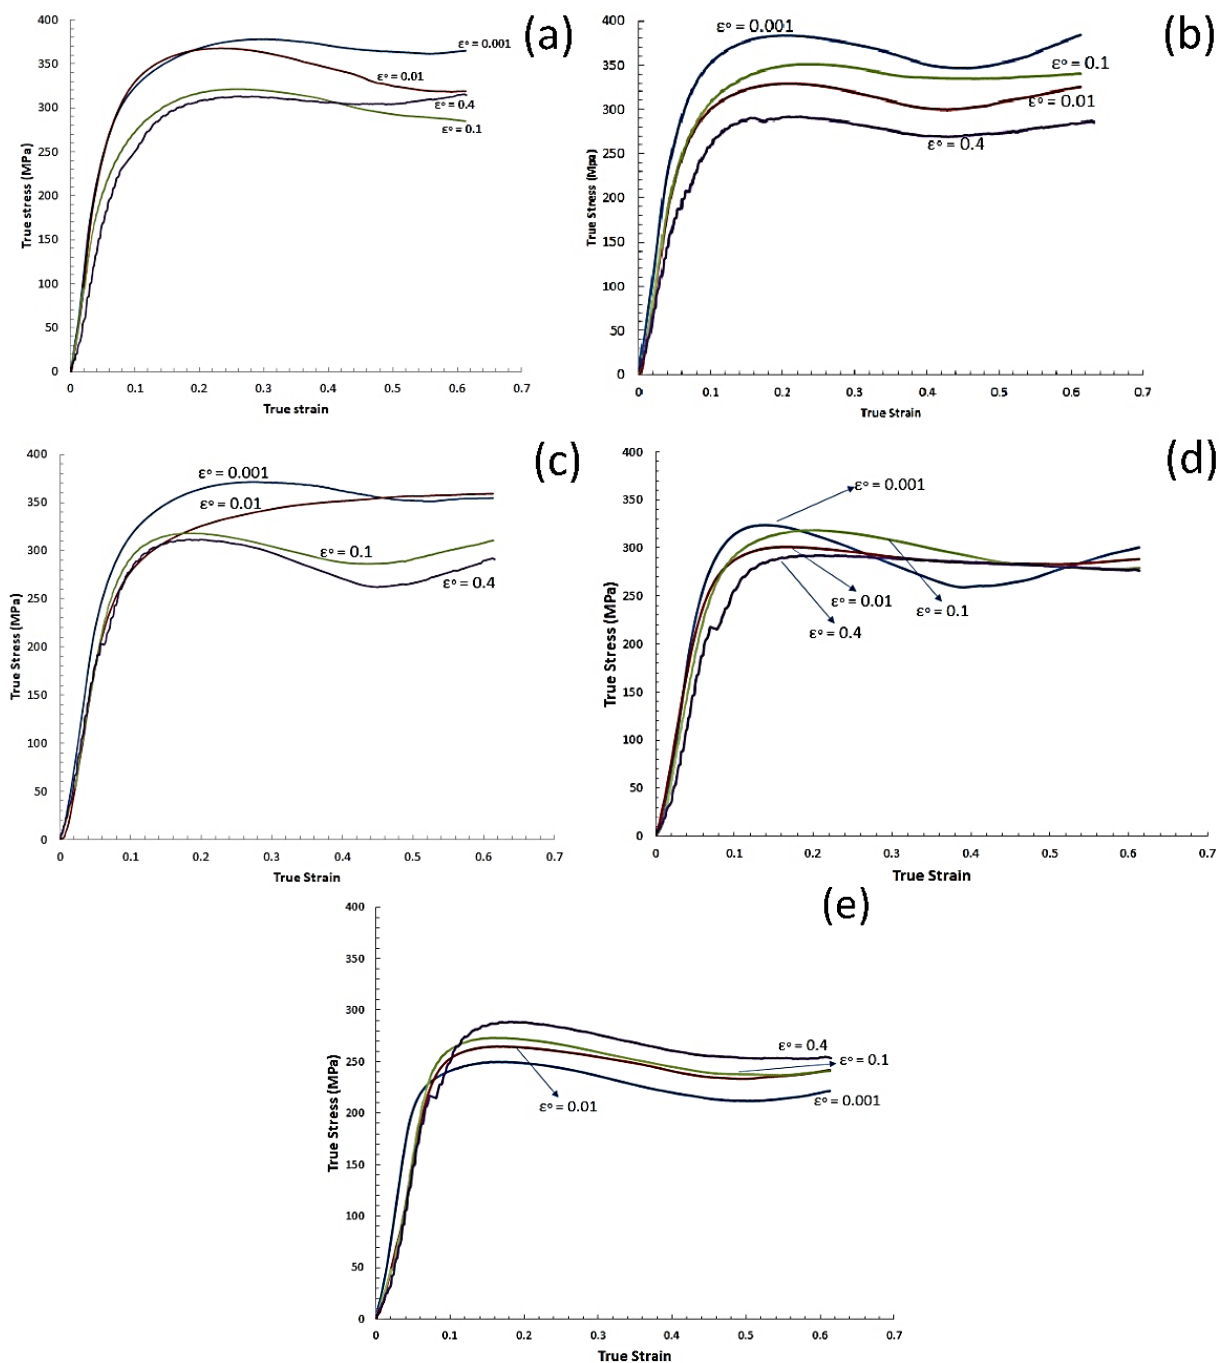 (a)
400
350
300
250
200
150
100
50
0
True stress (MPa)
0 0.1 0.2 0.3 0.4 0.5 0.6 0.7
True strain
ε° = 0.001
ε° = 0.01
ε° = 0.4
ε° = 0.1
(b)
400
350
300
250
200
150
100
50
0
True Stress (Mpa)
0 0.1 0.2 0.3 0.4 0.5 0.6 0.7
True Strain
ε° = 0.001
ε° = 0.1
ε° = 0.01
ε° = 0.4
(c)
400
350
300
250
200
150
100
50
0
True Stress (MPa)
0 0.1 0.2 0.3 0.4 0.5 0.6 0.7
True Strain
ε° = 0.001
ε° = 0.01
ε° = 0.1
ε° = 0.4
(d)
400
350
300
250
200
150
100
50
0
True Stress (MPa)
0 0.1 0.2 0.3 0.4 0.5 0.6 0.7
True Strain
ε° = 0.001
ε° = 0.01
ε° = 0.1
ε° = 0.4
(e)
400
350
300
250
200
150
100
50
0
True Stress (MPa)
0 0.1 0.2 0.3 0.4 0.5 0.6 0.7
True Strain
ε° = 0.4
ε° = 0.1
ε° = 0.001
ε° = 0.01